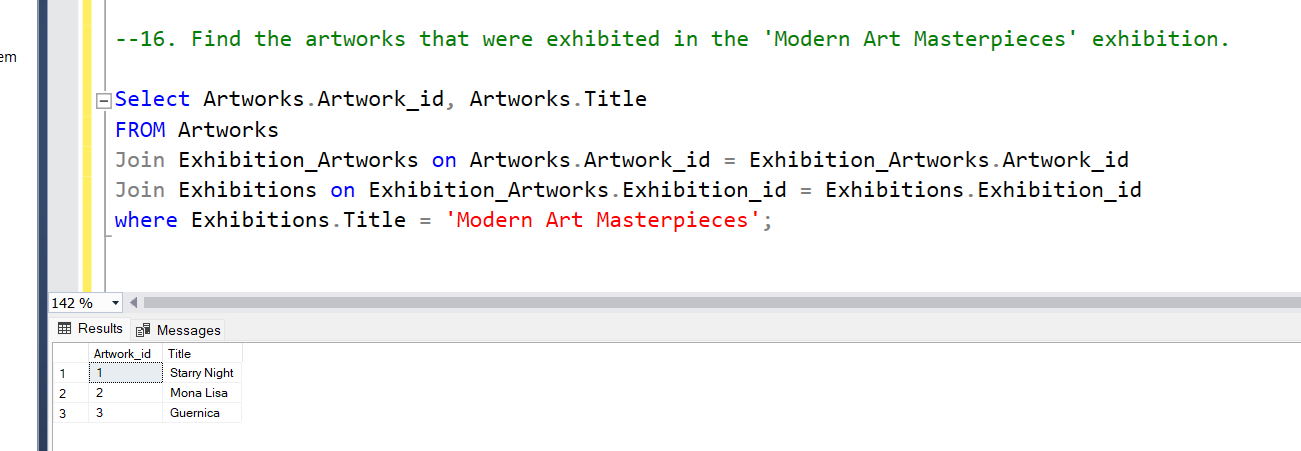 --16. Find the artworks that were exhibited in the 'Modern Art Masterpieces' exhibition.
em
Select Artworks.Artwork_id, Artworks.Title
FROM Artworks
Join Exhibition_Artworks on Artworks.Artwork_id = Exhibition_Artworks.Artwork_id
Join Exhibitions on Exhibition_Artworks.Exhibition_id = Exhibitions.Exhibition_id
where Exhibitions.Title = 'Modern Art Masterpieces';
142 %
Results Messages
Artwork_id Title
1 1 Starry Night
2 2 Mona Lisa
3 3 Guernica